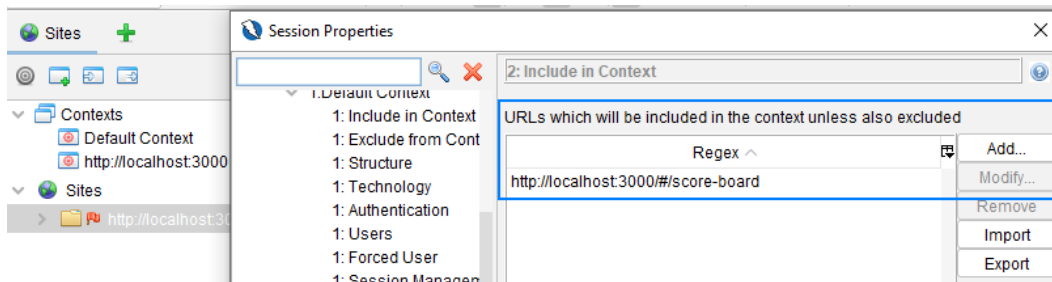 Sites
Contexts
Default Context
http://localhost:3000
Sites
http://localhost:30
Session Properties
1:Default Context
1: Include in Context
1: Exclude from Cont
1: Structure
1: Technology
1: Authentication
1: Users
1: Forced User
1: Session Managem
2: Include in Context
URLs which will be included in the context unless also excluded
Regex
http://localhost:3000/#/score-board
Add...
Modify...
Remove
Import
Export